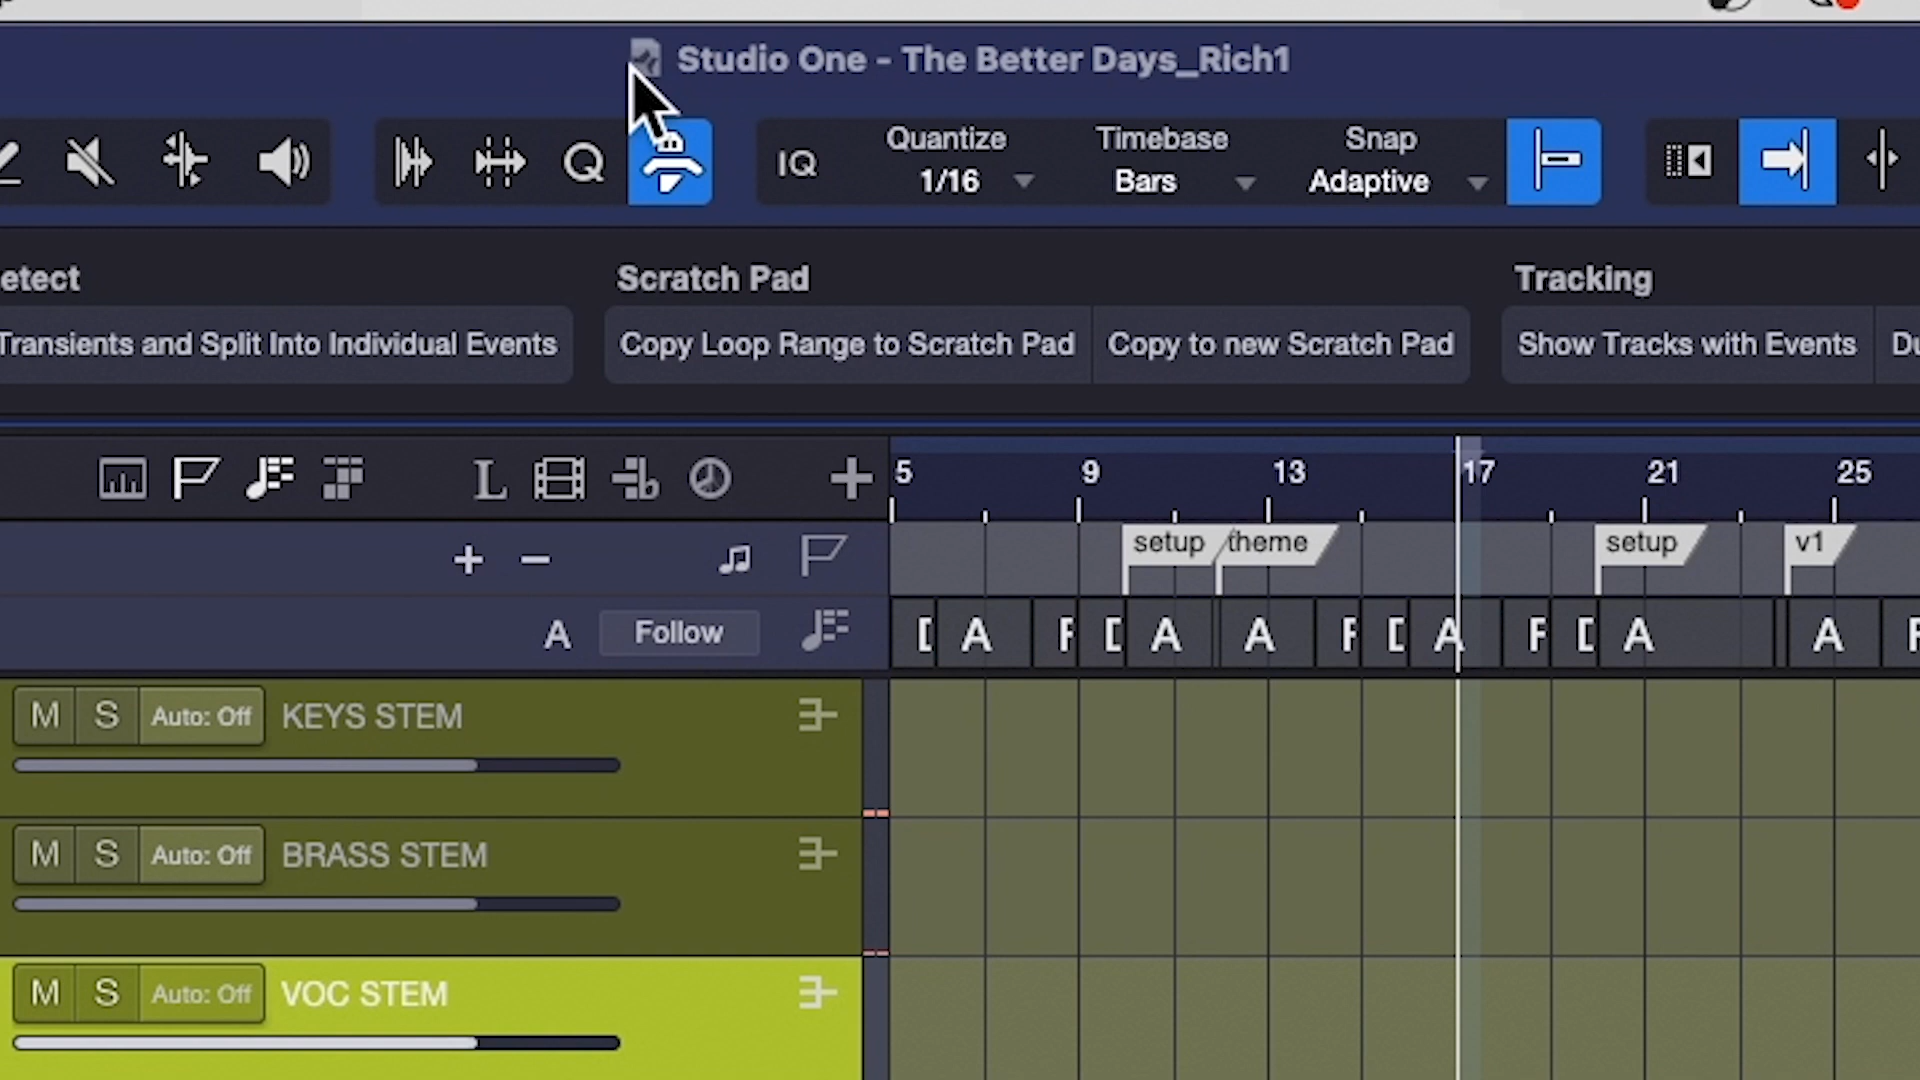 Studio One - The Better Days_Rich1
Q
IQ
Quantize
1/16
Timebase
Bars
Snap
Adaptive
etect
Scratch Pad
Tracking
Transients and Split Into Individual Events
Copy Loop Range to Scratch Pad
Copy to new Scratch Pad
Show Tracks with Events
Du
L
5 9 13 17 21 25
setup theme setup v1
A Follow
A A A A A A
M S Auto: Off KEYS STEM
M S Auto: Off BRASS STEM
M S Auto: Off VOC STEM